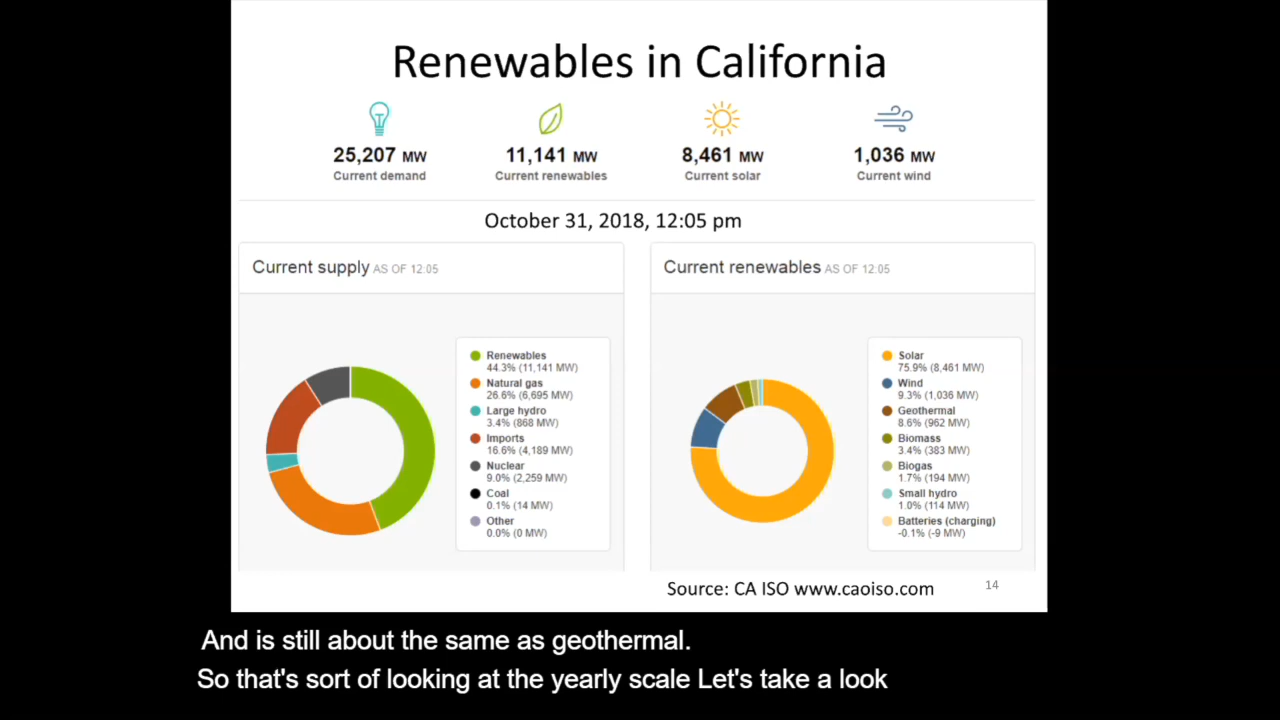 Renewables in California
25,207 MW
Current demand
11,141 MW
Current renewables
8,461 MW
Current solar
1,036 MW
Current wind
October 31, 2018, 12:05 pm
Current supply AS OF 12:05
Renewables
44.3% (11,141 MW)
Natural gas
26.6% (6,695 MW)
Large hydro
3.4% (868 MW)
Imports
16.6% (4,189 MW)
Nuclear
9.0% (2,259 MW)
Coal
0.1% (14 MW)
Other
0.0% (0 MW)
Current renewables AS OF 12:05
Solar
75.9% (8,461 MW)
Wind
9.3% (1,036 MW)
Geothermal
8.6% (962 MW)
Biomass
3.4% (383 MW)
Biogas
1.7% (194 MW)
Small hydro
1.0% (114 MW)
Batteries (charging)
-0.1% (-9 MW)
Source: CA ISO www.caoiso.com
14
And is still about the same as geothermal.
So that's sort of looking at the yearly scale Let's take a look